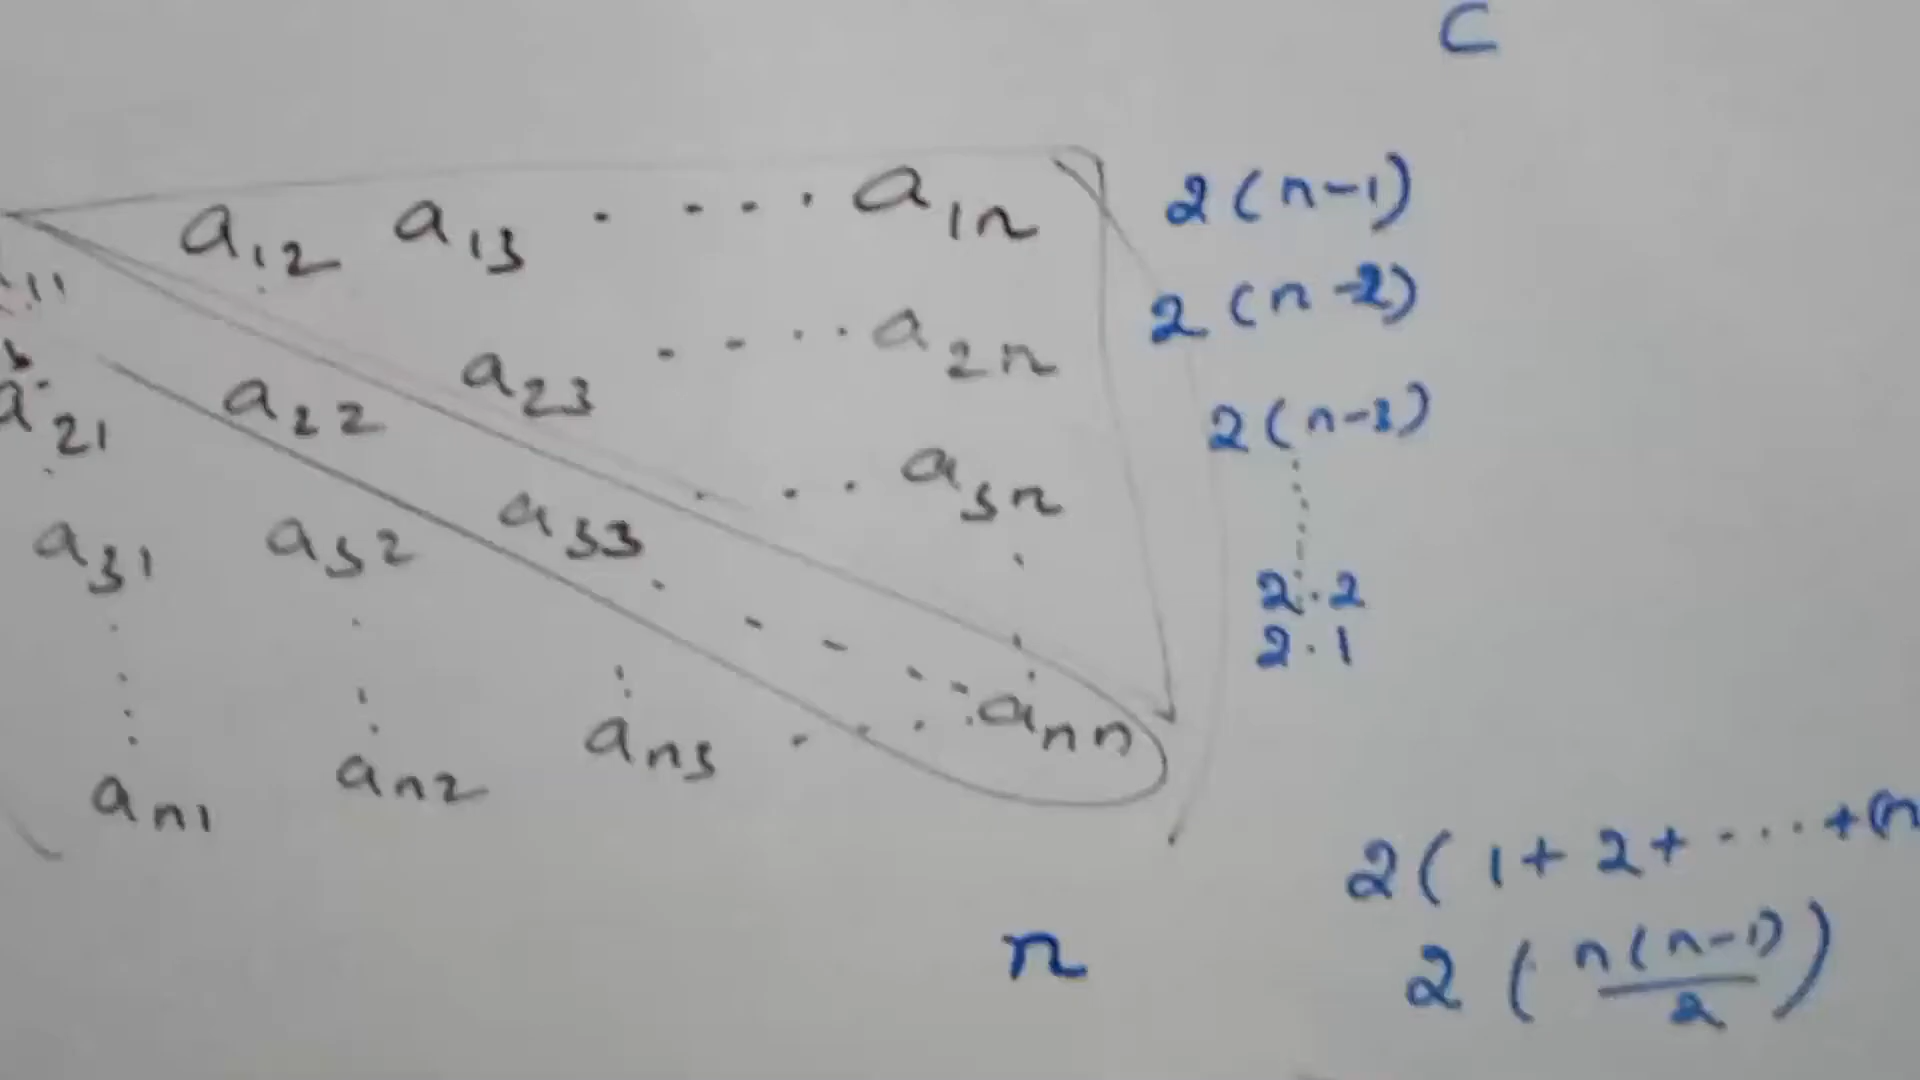 C
a12 a13 . - - . . . a1n 2(n-1)
11
a23 . - . . . a2n 2(n-2)
a21 a22
. . . a3n 2(n-3)
a31 a32 a33
2.2
2.1
an1 an2 an3 . . . . ann
2(1+2+ - ... +(n
n
2(n(n-1)/2)